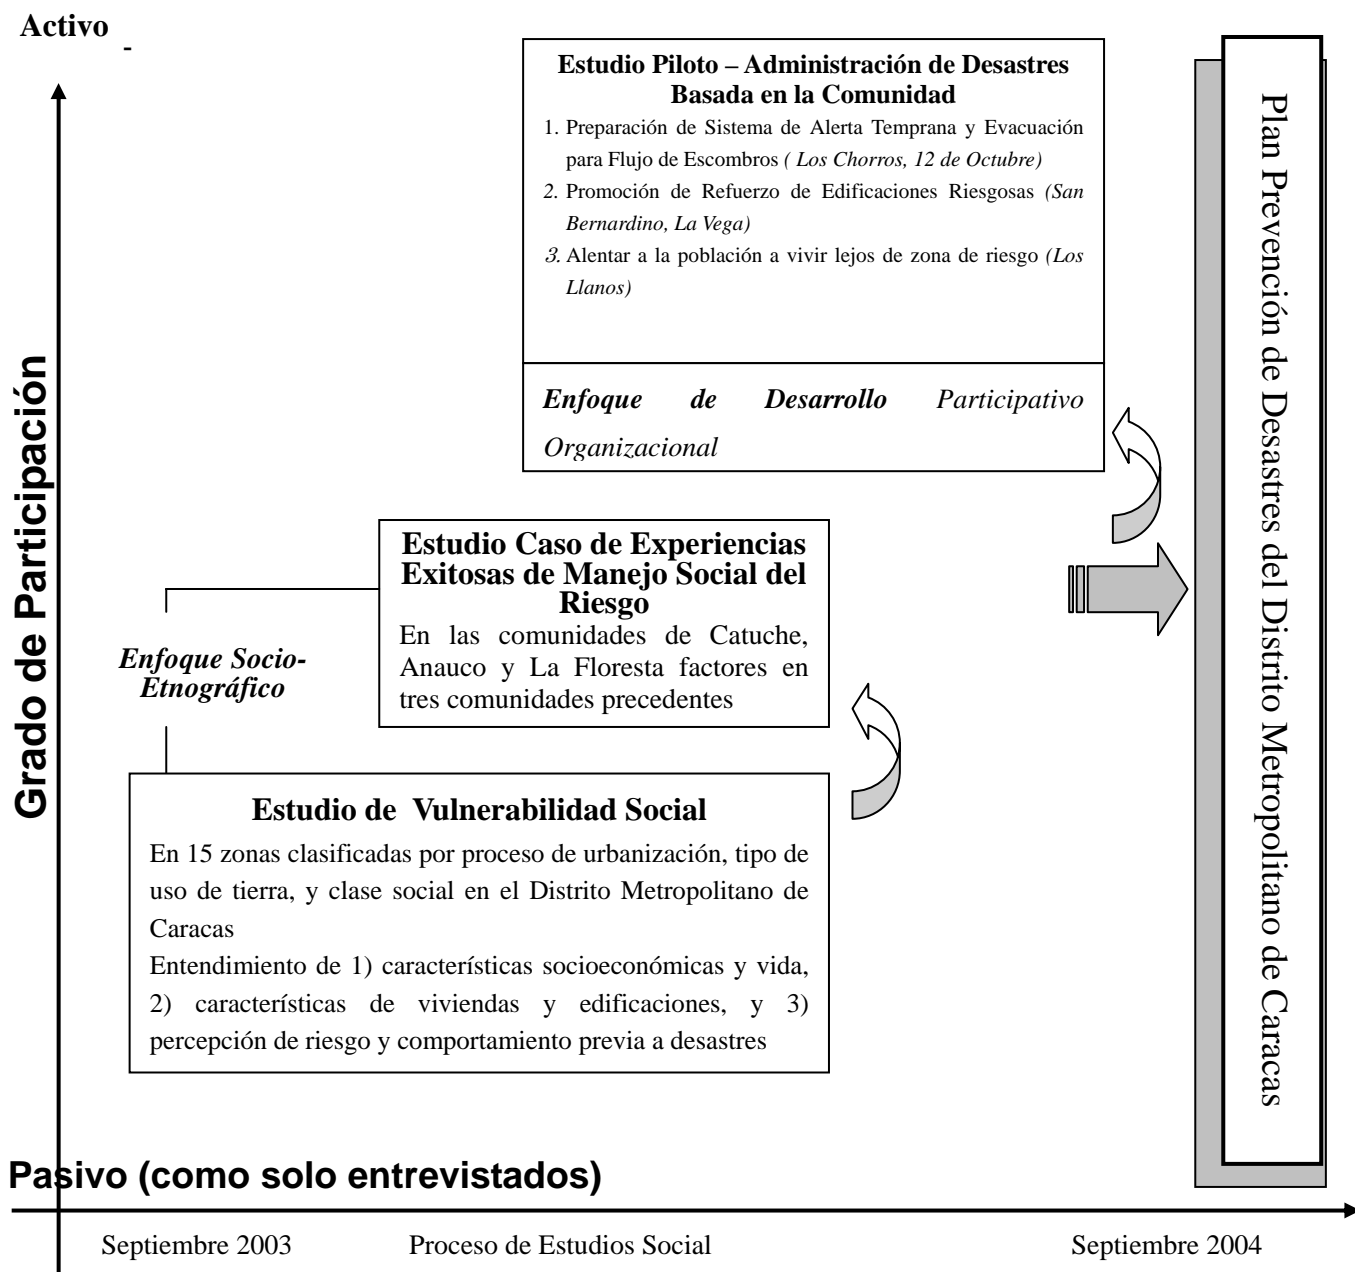 Activo
-
Estudio Piloto – Administración de Desastres
Basada en la Comunidad
1. Preparación de Sistema de Alerta Temprana y Evacuación
para Flujo de Escombros ( Los Chorros, 12 de Octubre)
2. Promoción de Refuerzo de Edificaciones Riesgosas (San
Bernardino, La Vega)
3. Alentar a la población a vivir lejos de zona de riesgo (Los
Llanos)
Enfoque de Desarrollo Participativo
Organizacional
Plan Prevención de Desastres del Distrito Metropolitano de Caracas
Grado de Participación
Estudio Caso de Experiencias
Exitosas de Manejo Social del
Riesgo
En las comunidades de Catuche,
Anauco y La Floresta factores en
tres comunidades precedentes
Enfoque Socio-
Etnográfico
Estudio de Vulnerabilidad Social
En 15 zonas clasificadas por proceso de urbanización, tipo de
uso de tierra, y clase social en el Distrito Metropolitano de
Caracas
Entendimiento de 1) características socioeconómicas y vida,
2) características de viviendas y edificaciones, y 3)
percepción de riesgo y comportamiento previa a desastres
Pasivo (como solo entrevistados)
Septiembre 2003 Proceso de Estudios Social Septiembre 2004